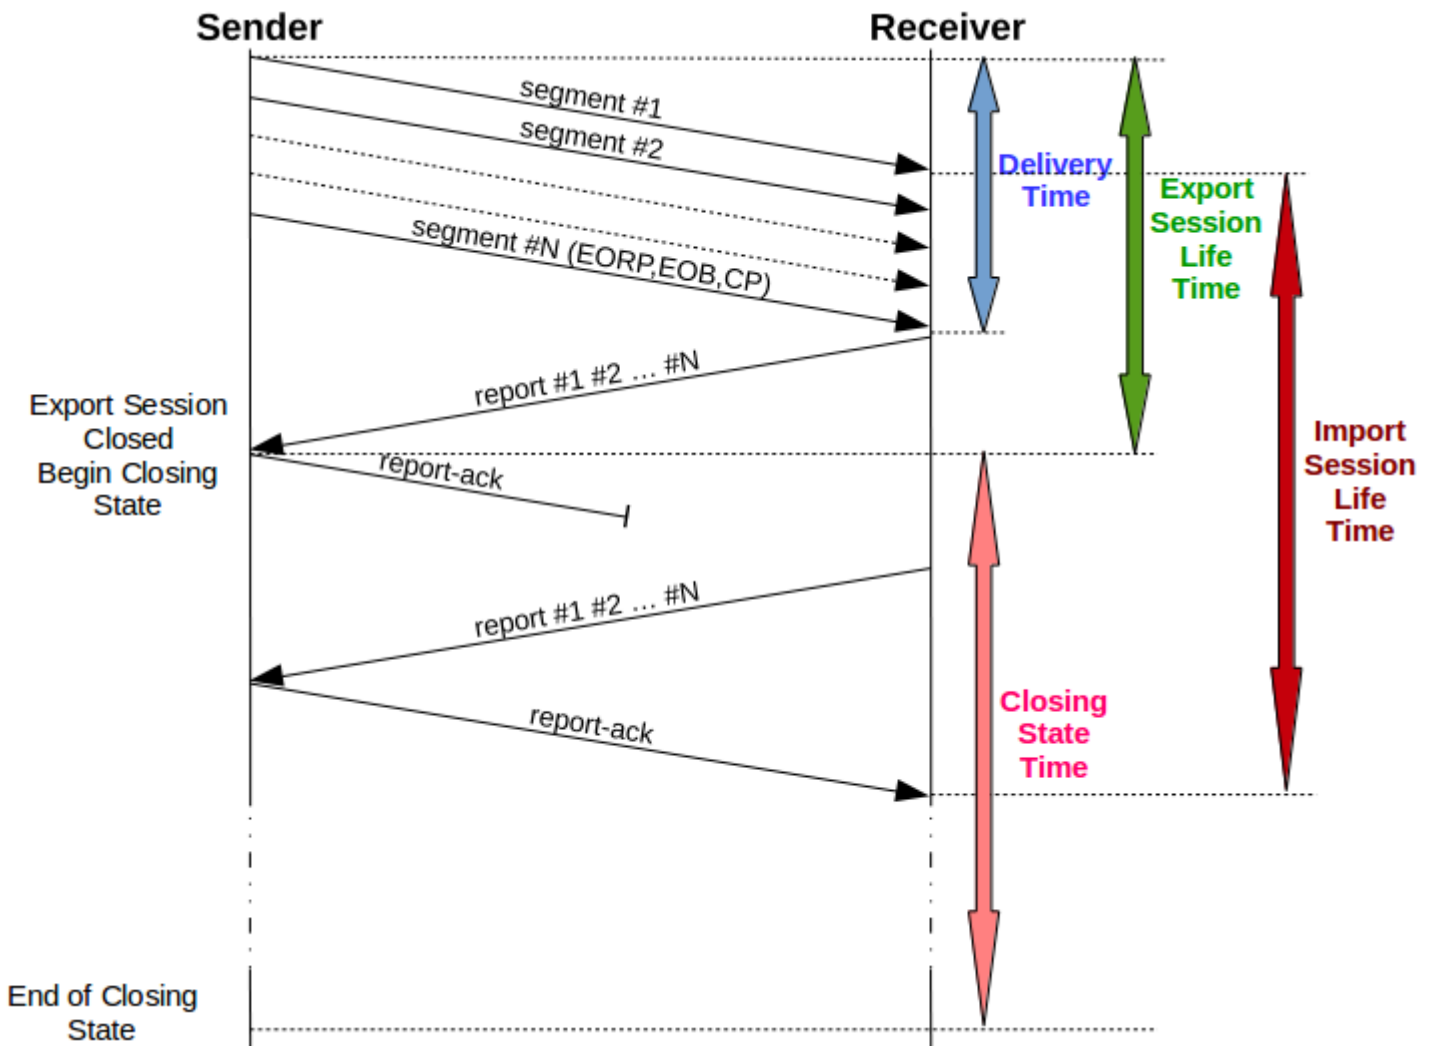 Sender
Receiver
segment #1
segment #2
segment #N (EORP,EOB,CP)
Delivery
Time
Export
Session
Life
Time
report #1 #2 ... #N
Export Session
Closed
Begin Closing
State
report-ack
Import
Session
Life
Time
report #1 #2 ... #N
report-ack
Closing
State
Time
End of Closing
State